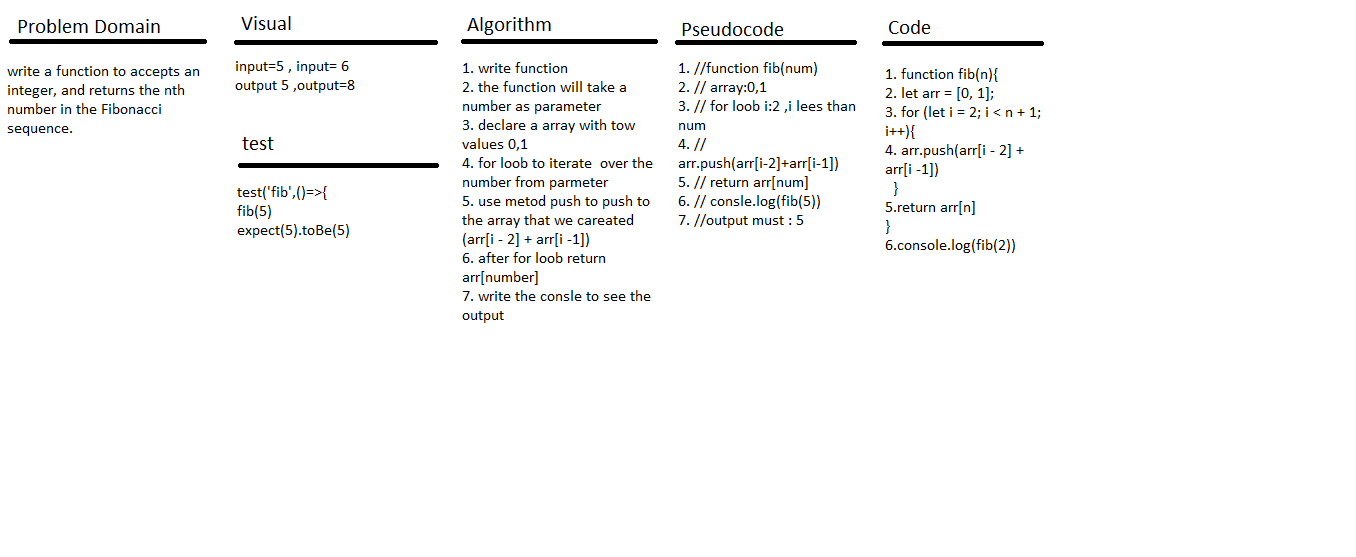 Problem Domain
write a function to accepts an
integer, and returns the nth
number in the Fibonacci
sequence.
Visual
input=5 , input= 6
output 5 ,output=8
test
test('fib',()=>{
fib(5)
expect(5).toBe(5)
Algorithm
1. write function
2. the function will take a
number as parameter
3. declare a array with tow
values 0,1
4. for loob to iterate  over the
number from parmeter
5. use metod push to push to
the array that we careated
(arr[i - 2] + arr[i -1])
6. after for loob return
arr[number]
7. write the consle to see the
output
Pseudocode
1. //function fib(num)
2. // array:0,1
3. // for loob i:2 ,i lees than
num
4. //
arr.push(arr[i-2]+arr[i-1])
5. // return arr[num]
6. // consle.log(fib(5))
7. //output must : 5
Code
1. function fib(n){
2. let arr = [0, 1];
3. for (let i = 2; i < n + 1;
i++){
4. arr.push(arr[i - 2] +
arr[i -1])
}
5.return arr[n]
}
6.console.log(fib(2))